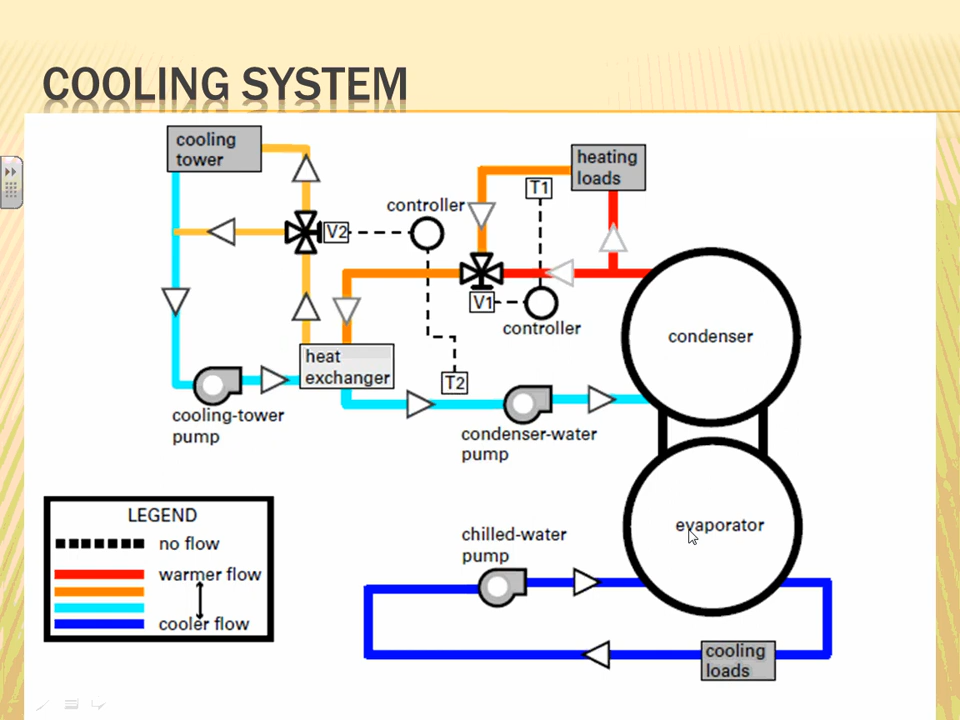 COOLING SYSTEM
cooling
tower
heating
loads
T1
controller
V2
V1
controller
condenser
heat
exchanger
T2
cooling-tower
pump
condenser-water
pump
LEGEND
no flow
warmer flow
cooler flow
evaporator
chilled-water
pump
cooling
loads